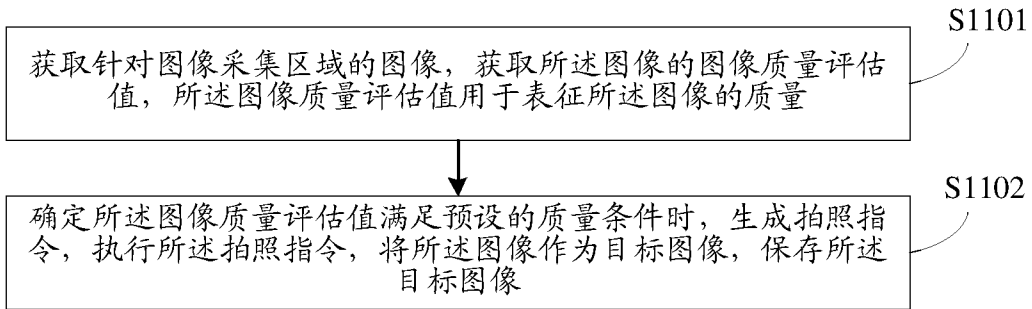 S1101
获取针对图像采集区域的图像，获取所述图像的图像质量评估
值，所述图像质量评估值用于表征所述图像的质量
S1102
确定所述图像质量评估值满足预设的质量条件时，生成拍照指
令，执行所述拍照指令，将所述图像作为目标图像，保存所述
目标图像